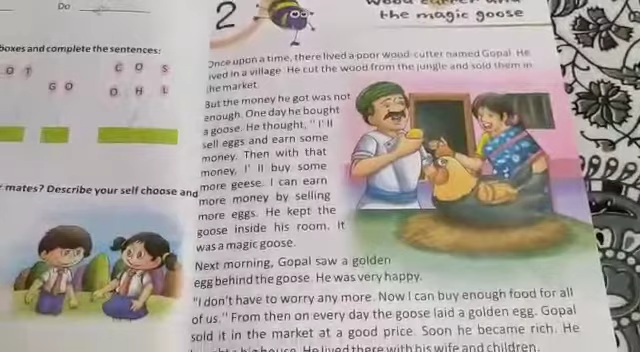 Do
boxes and complete the sentences:
O T
C O S
G O
O H L
mates? Describe your self choose and
2
wood cutter and
the magic goose
Once upon a time, there lived a poor wood-cutter named Gopal. He
lived in a village. He cut the wood from the jungle and sold them in
the market.
But the money he got was not
enough. One day he bought
a goose. He thought, " I' ll
sell eggs and earn some
money. Then with that
money, I' ll buy some
more geese. I can earn
more money by selling
more eggs. He kept the
goose inside his room. It
was a magic goose.
Next morning, Gopal saw a golden
egg behind the goose. He was very happy.
"I don't have to worry any more. Now I can buy enough food for all
of us." From then on every day the goose laid a golden egg. Gopal
sold it in the market at a good price. Soon he became rich. He
house. He lived there with his wife and children.